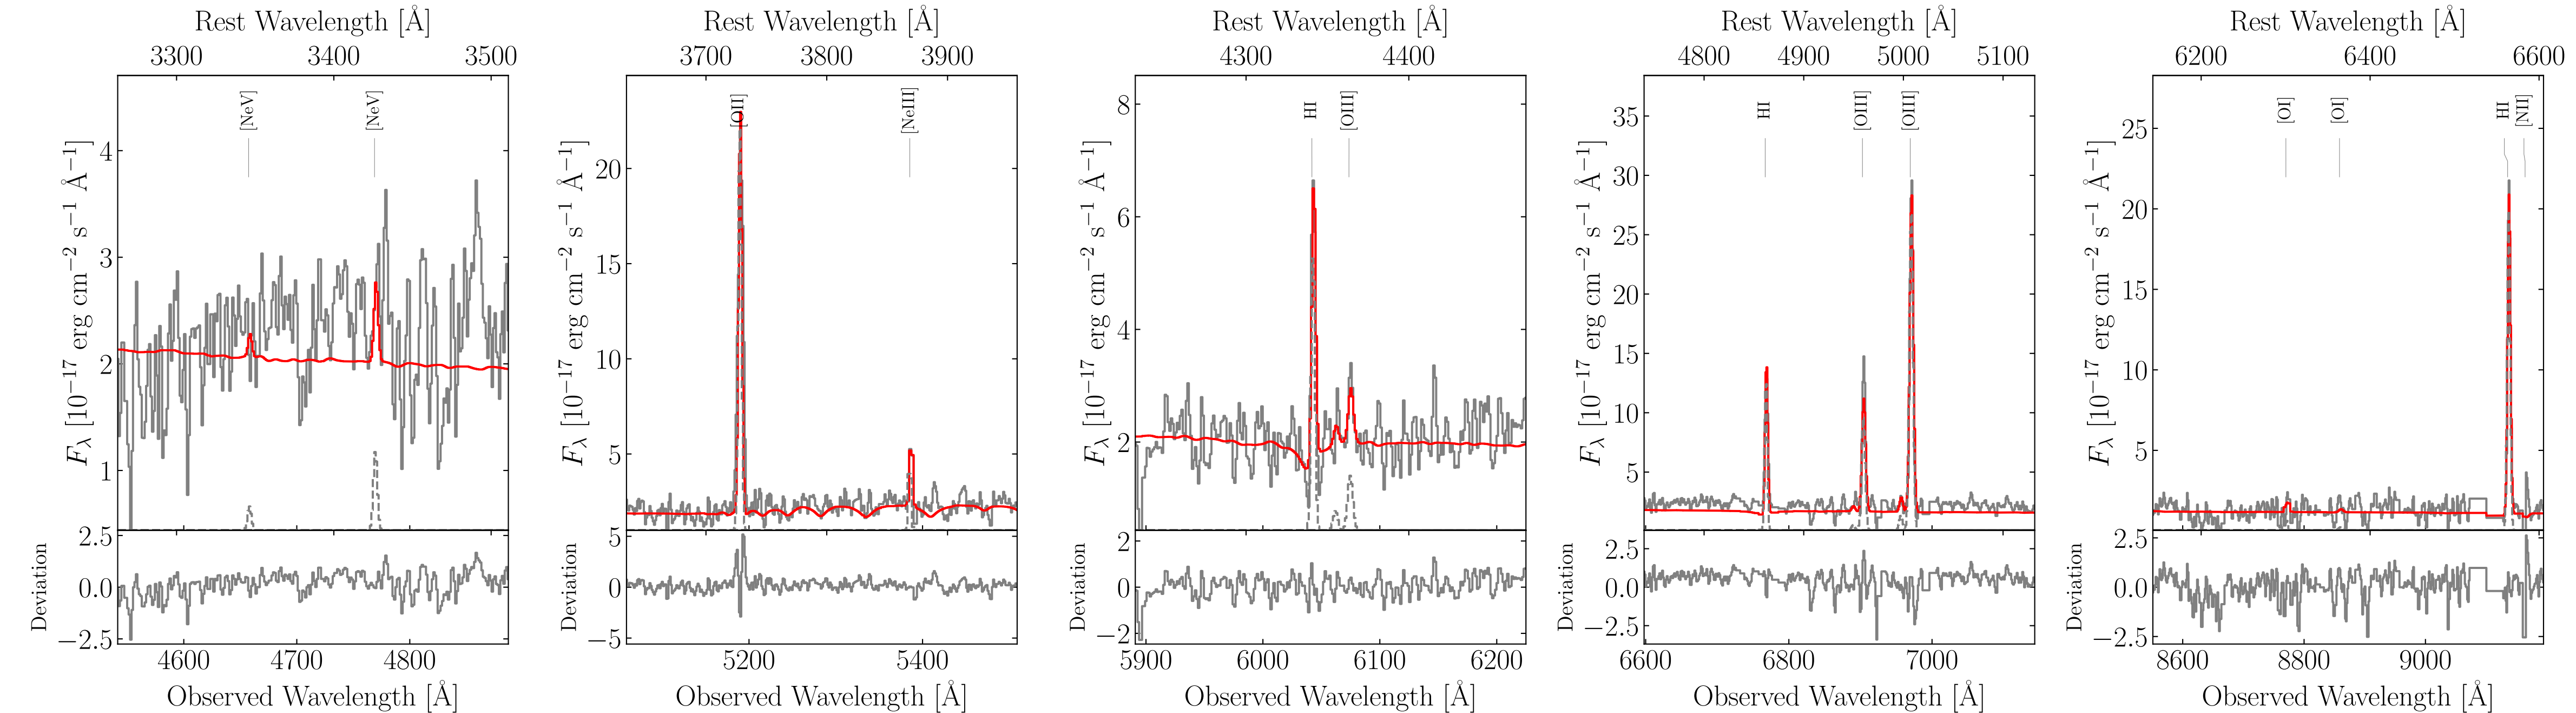 Rest Wavelength [Å]
3300 3400 3500
[NeV] [NeV]
4
3
2
1
F_λ [10^−17 erg cm^−2 s^−1 Å^−1]
2.5
0.0
−2.5
Deviation
4600 4700 4800
Observed Wavelength [Å]
Rest Wavelength [Å]
3700 3800 3900
[OII] [NeIII]
20
15
10
5
F_λ [10^−17 erg cm^−2 s^−1 Å^−1]
5
0
−5
Deviation
5200 5400
Observed Wavelength [Å]
Rest Wavelength [Å]
4300 4400
HI [OIII]
8
6
4
2
F_λ [10^−17 erg cm^−2 s^−1 Å^−1]
2
0
−2
Deviation
5900 6000 6100 6200
Observed Wavelength [Å]
Rest Wavelength [Å]
4800 4900 5000 5100
HI [OIII] [OIII]
35
30
25
20
15
10
5
F_λ [10^−17 erg cm^−2 s^−1 Å^−1]
2.5
0.0
−2.5
Deviation
6600 6800 7000
Observed Wavelength [Å]
Rest Wavelength [Å]
6200 6400 6600
[OI] [OI] HI [NII]
25
20
15
10
5
F_λ [10^−17 erg cm^−2 s^−1 Å^−1]
2.5
0.0
−2.5
Deviation
8600 8800 9000
Observed Wavelength [Å]